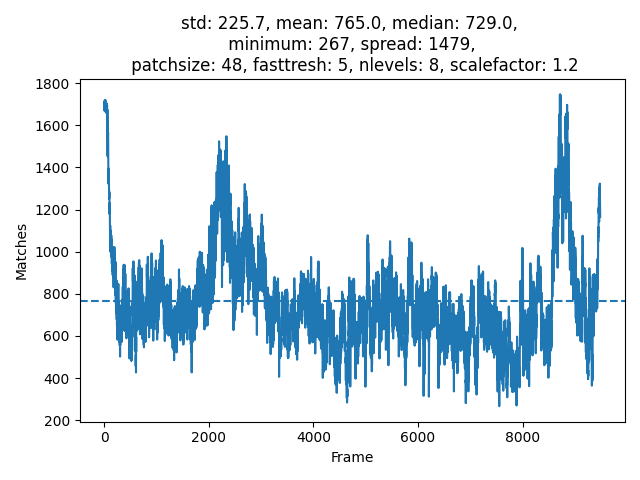 std: 225.7, mean: 765.0, median: 729.0,
minimum: 267, spread: 1479,
patchsize: 48, fasttresh: 5, nlevels: 8, scalefactor: 1.2
1800
1600
1400
1200
1000
800
600
400
200
Matches
0 2000 4000 6000 8000
Frame